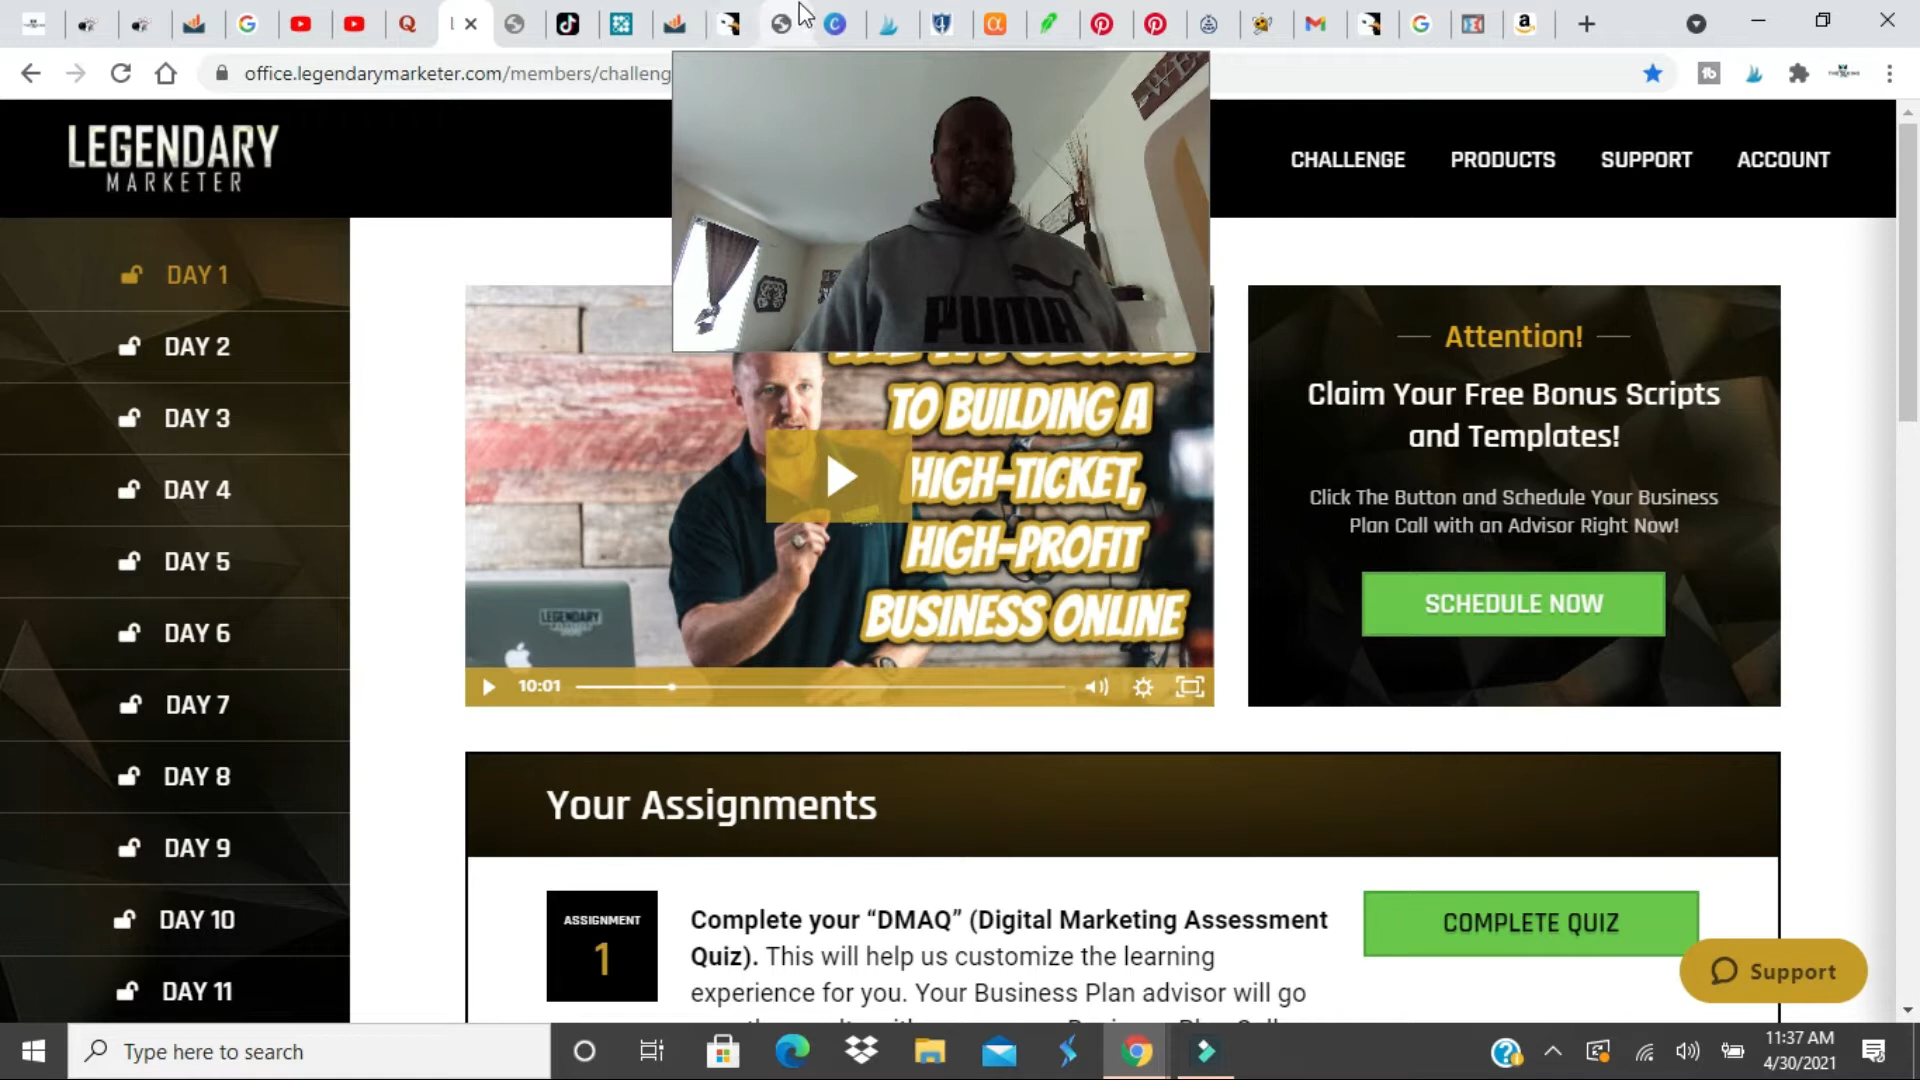 office.legendarymarketer.com/members/challeng
LEGENDARY
MARKETER
CHALLENGE
PRODUCTS
SUPPORT
ACCOUNT
WE
PUMA
DAY 1
DAY 2
DAY 3
DAY 4
DAY 5
DAY 6
DAY 7
DAY 8
DAY 9
DAY 10
DAY 11
TO BUILDING A
HIGH-TICKET,
HIGH-PROFIT
BUSINESS ONLINE
LEGENDARY
10:01
Attention!
Claim Your Free Bonus Scripts
and Templates!
Click The Button and Schedule Your Business
Plan Call with an Advisor Right Now!
SCHEDULE NOW
Your Assignments
ASSIGNMENT
1
Complete your “DMAQ” (Digital Marketing Assessment
Quiz). This will help us customize the learning
experience for you. Your Business Plan advisor will go
COMPLETE QUIZ
Support
Type here to search
11:37 AM
4/30/2021